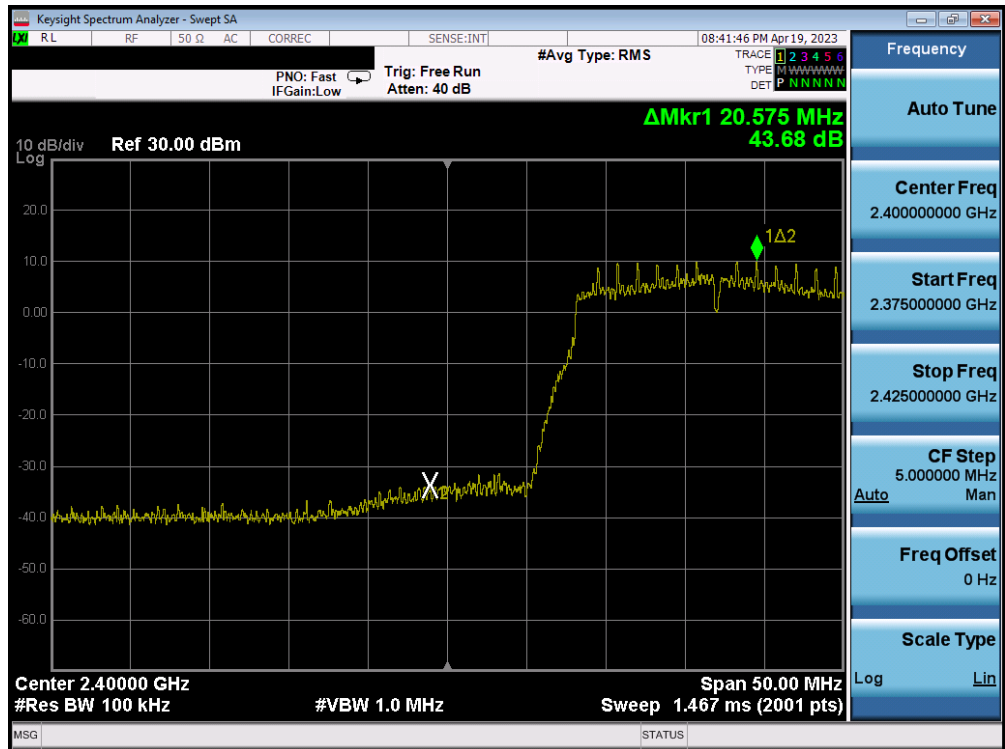 Keysight Spectrum Analyzer - Swept SA
LXI RL RF 50 Ω AC CORREC SENSE:INT 08:41:46 PM Apr 19, 2023
#Avg Type: RMS
TRACE 1 2 3 4 5 6
PNO: Fast Trig: Free Run
TYPE M WWWWW
IFGain:Low Atten: 40 dB
DET P N N N N N
ΔMkr1 20.575 MHz
43.68 dB
10 dB/div Ref 30.00 dBm
Log
20.0
10.0
0.00
-10.0
-20.0
-30.0
-40.0
-50.0
-60.0
1Δ2
X2
Center 2.40000 GHz Span 50.00 MHz
#Res BW 100 kHz #VBW 1.0 MHz Sweep 1.467 ms (2001 pts)
MSG STATUS
Frequency
Auto Tune
Center Freq
2.400000000 GHz
Start Freq
2.375000000 GHz
Stop Freq
2.425000000 GHz
CF Step
5.000000 MHz
Auto Man
Freq Offset
0 Hz
Scale Type
Log Lin